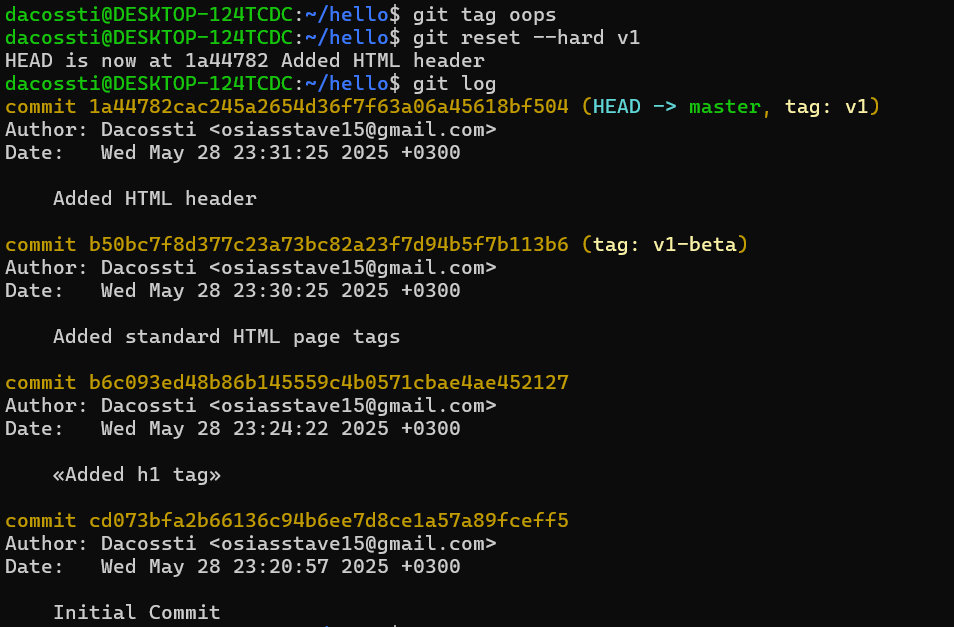 dacossti@DESKTOP-124TCDC:~/hello$ git tag oops
dacossti@DESKTOP-124TCDC:~/hello$ git reset --hard v1
HEAD is now at 1a44782 Added HTML header
dacossti@DESKTOP-124TCDC:~/hello$ git log
commit 1a44782cac245a2654d36f7f63a06a45618bf504 (HEAD -> master, tag: v1)
Author: Dacossti <osiasstave15@gmail.com>
Date:   Wed May 28 23:31:25 2025 +0300

    Added HTML header

commit b50bc7f8d377c23a73bc82a23f7d94b5f7b113b6 (tag: v1-beta)
Author: Dacossti <osiasstave15@gmail.com>
Date:   Wed May 28 23:30:25 2025 +0300

    Added standard HTML page tags

commit b6c093ed48b86b145559c4b0571cbae4ae452127
Author: Dacossti <osiasstave15@gmail.com>
Date:   Wed May 28 23:24:22 2025 +0300

    «Added h1 tag»

commit cd073bfa2b66136c94b6ee7d8ce1a57a89fceff5
Author: Dacossti <osiasstave15@gmail.com>
Date:   Wed May 28 23:20:57 2025 +0300

    Initial Commit